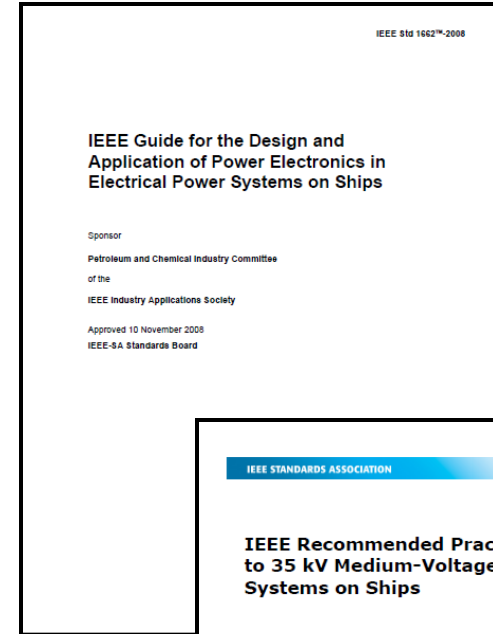 IEEE Std 1662™-2008
IEEE Guide for the Design and
Application of Power Electronics in
Electrical Power Systems on Ships
Sponsor
Petroleum and Chemical Industry Committee
of the
IEEE Industry Applications Society
Approved 10 November 2008
IEEE-SA Standards Board
IEEE STANDARDS ASSOCIATION
IEEE Recommended Prac
to 35 kV Medium-Voltage
Systems on Ships